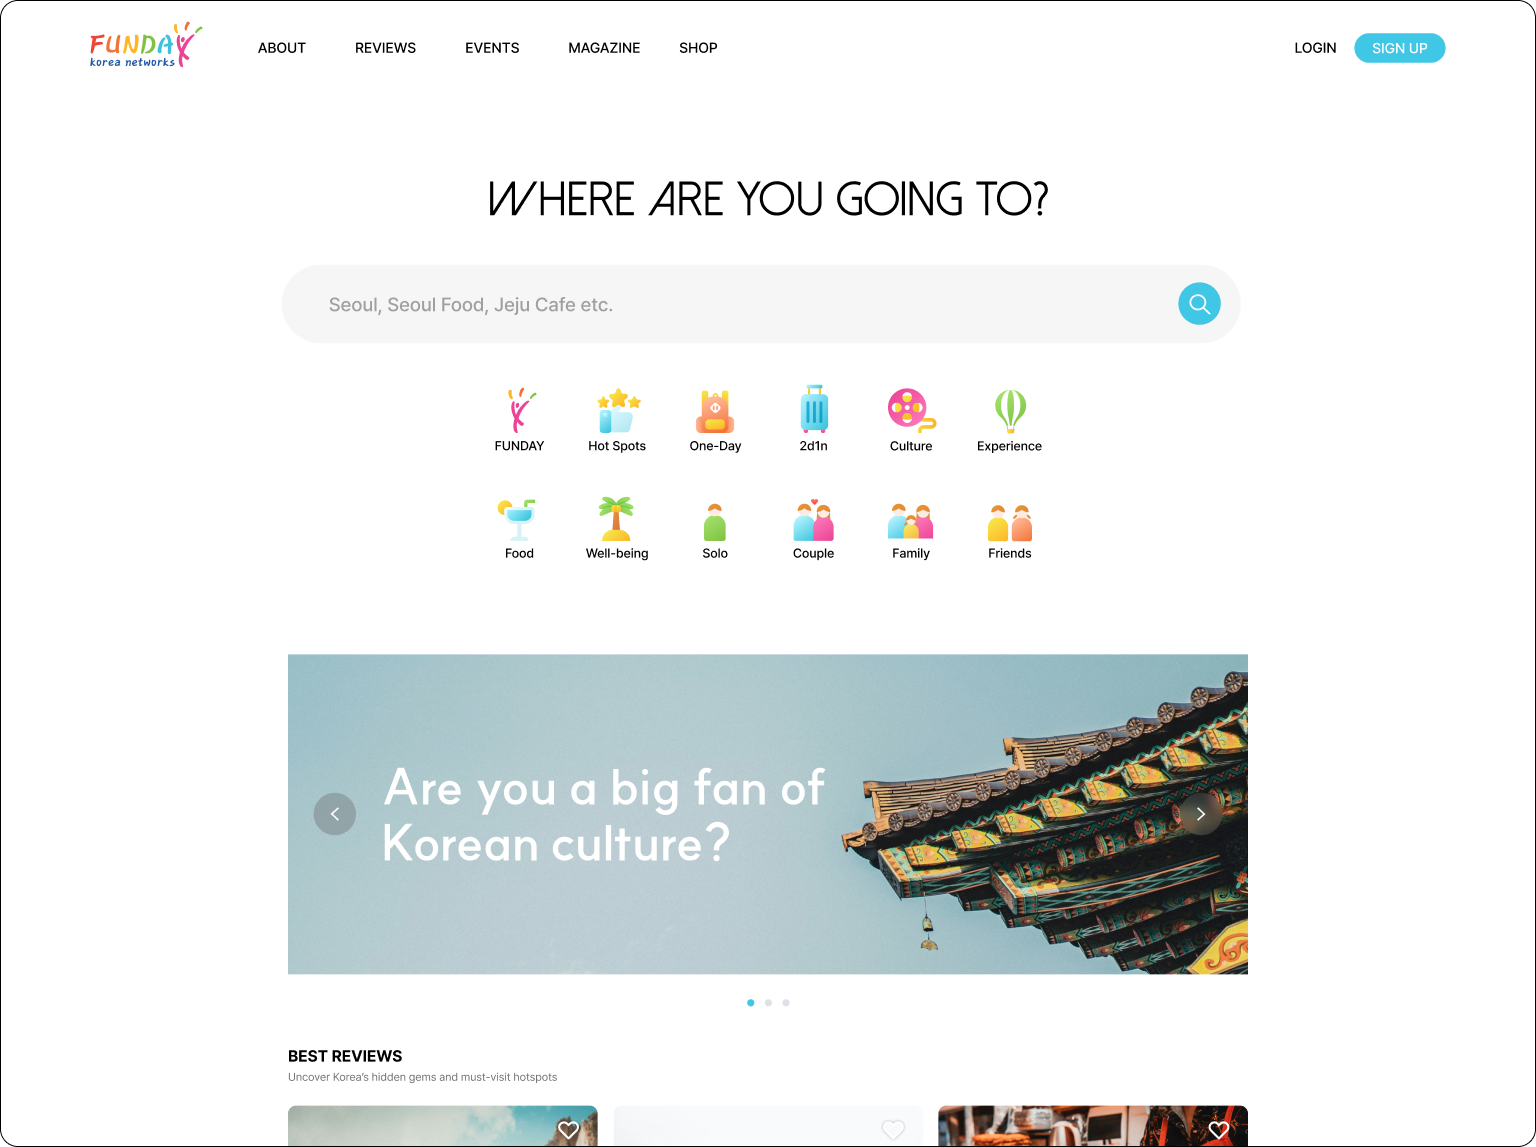 FUNDAY
korea networks
ABOUT REVIEWS EVENTS MAGAZINE SHOP
LOGIN SIGN UP
WHERE ARE YOU GOING TO?
Seoul, Seoul Food, Jeju Cafe etc.
FUNDAY Hot Spots One-Day 2d1n Culture Experience
Food Well-being Solo Couple Family Friends
Are you a big fan of
Korean culture?
BEST REVIEWS
Uncover Korea's hidden gems and must-visit hotspots